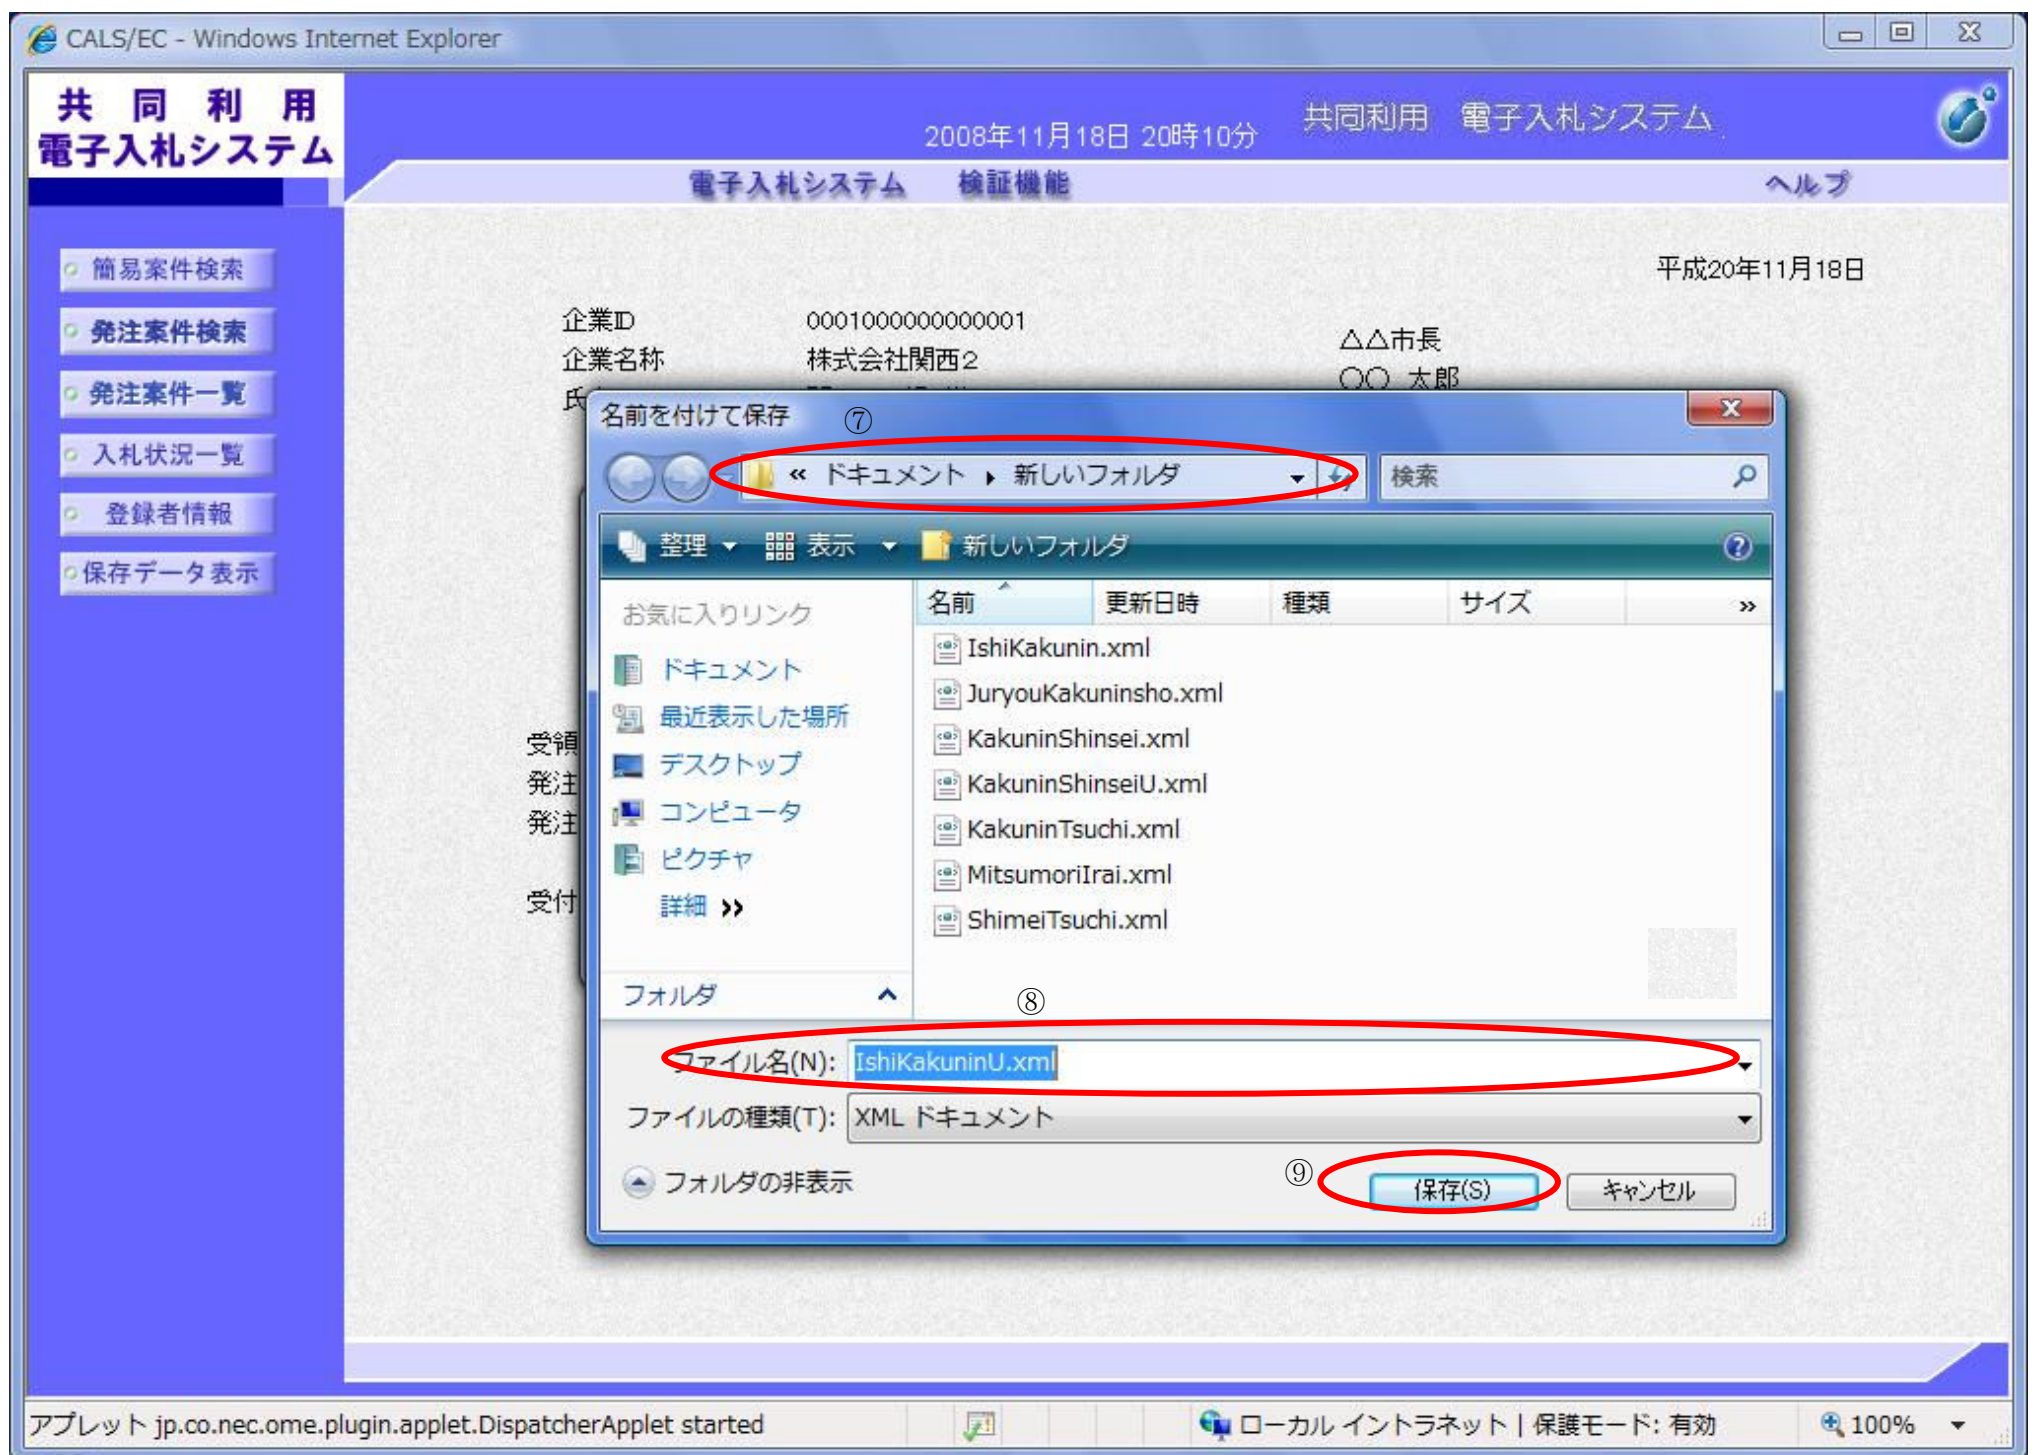 CALS/EC - Windows Internet Explorer
共 同 利 用
電子入札システム
2008年11月18日 20時10分
共同利用 電子入札システム
電子入札システム 検証機能 ヘルプ
簡易案件検索
発注案件検索
発注案件一覧
入札状況一覧
登録者情報
保存データ表示
平成20年11月18日
企業ID 0001000000000001
企業名称 株式会社関西2
△△市長
〇〇 太郎
氏
受領
発注
発注
受付
名前を付けて保存
⑦
« ドキュメント 新しいフォルダ
検索
整理 表示 新しいフォルダ
お気に入りリンク
ドキュメント
最近表示した場所
デスクトップ
コンピュータ
ピクチャ
詳細 »
フォルダ
名前 更新日時 種類 サイズ »
IshiKakunin.xml
JuryouKakuninsho.xml
KakuninShinsei.xml
KakuninShinseiU.xml
KakuninTsuchi.xml
MitsumoriIrai.xml
ShimeiTsuchi.xml
⑧
ファイル名(N): IshiKakuninU.xml
ファイルの種類(T): XML ドキュメント
フォルダの非表示
⑨
保存(S) キャンセル
アプレット jp.co.nec.ome.plugin.applet.DispatcherApplet started
ローカル イントラネット | 保護モード: 有効
100%